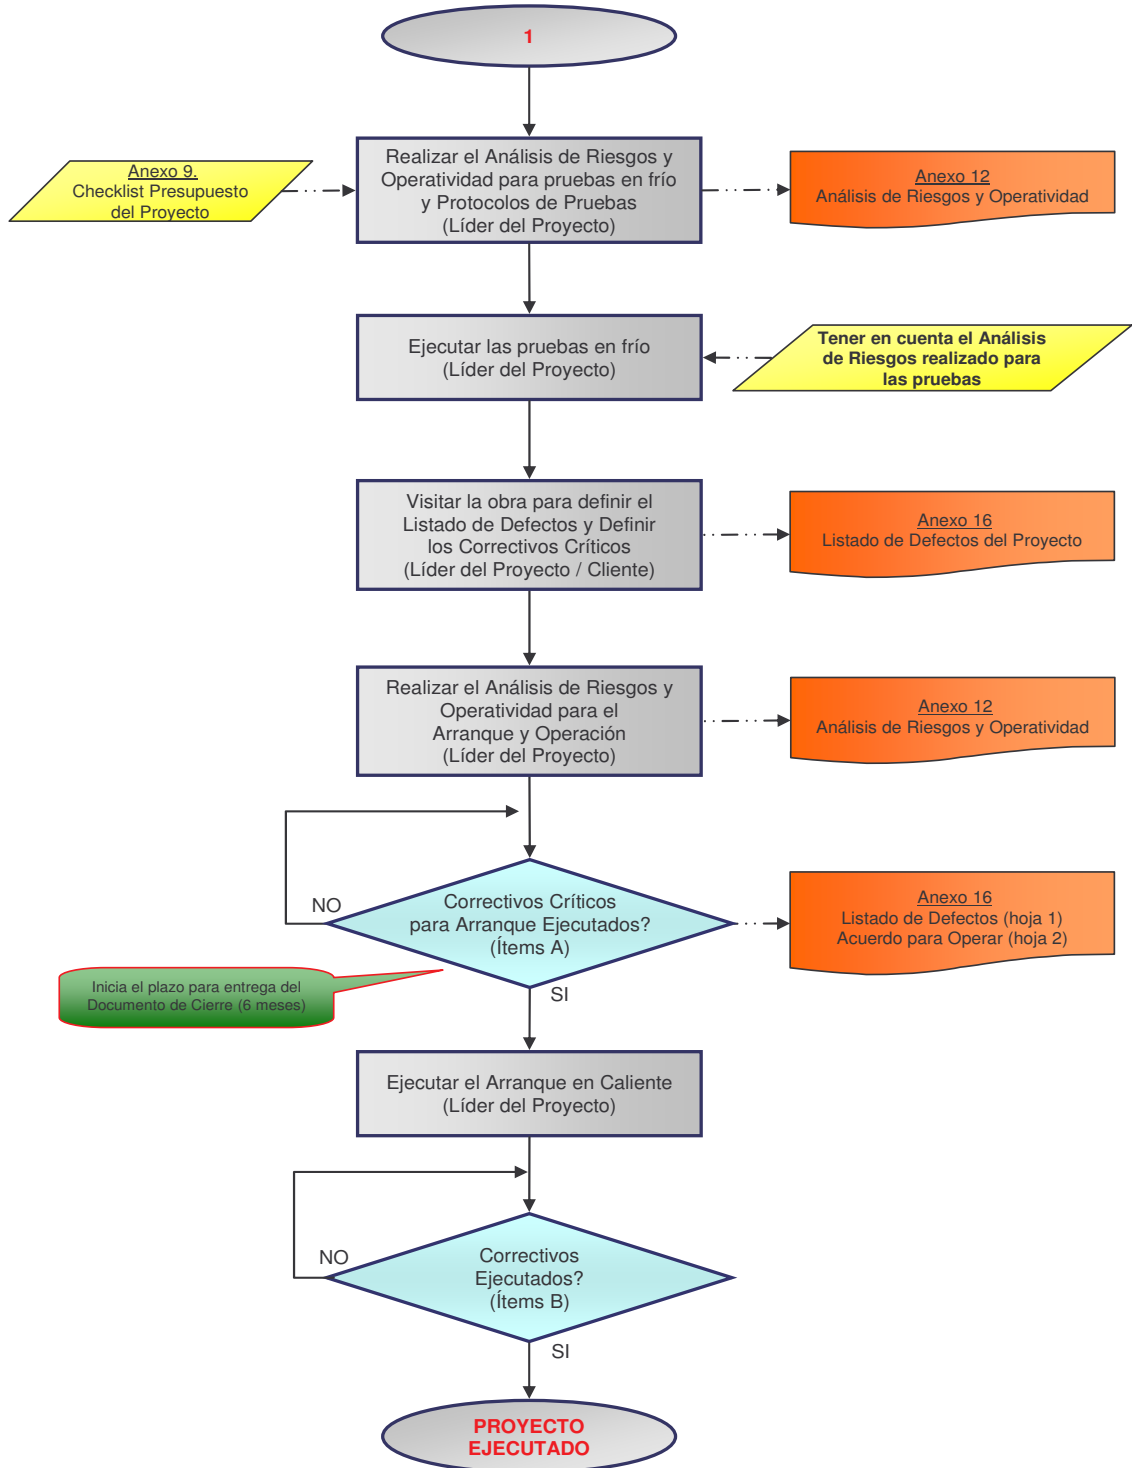 1
Anexo 9.
Checklist Presupuesto
del Proyecto
Realizar el Análisis de Riesgos y
Operatividad para pruebas en frío
y Protocolos de Pruebas
(Líder del Proyecto)
Anexo 12
Análisis de Riesgos y Operatividad
Ejecutar las pruebas en frío
(Líder del Proyecto)
Tener en cuenta el Análisis
de Riesgos realizado para
las pruebas
Visitar la obra para definir el
Listado de Defectos y Definir
los Correctivos Críticos
(Líder del Proyecto / Cliente)
Anexo 16
Listado de Defectos del Proyecto
Realizar el Análisis de Riesgos y
Operatividad para el
Arranque y Operación
(Líder del Proyecto)
Anexo 12
Análisis de Riesgos y Operatividad
NO
Correctivos Críticos
para Arranque Ejecutados?
(Ítems A)
Anexo 16
Listado de Defectos (hoja 1)
Acuerdo para Operar (hoja 2)
Inicia el plazo para entrega del
Documento de Cierre (6 meses)
SI
Ejecutar el Arranque en Caliente
(Líder del Proyecto)
NO
Correctivos
Ejecutados?
(Ítems B)
SI
PROYECTO
EJECUTADO